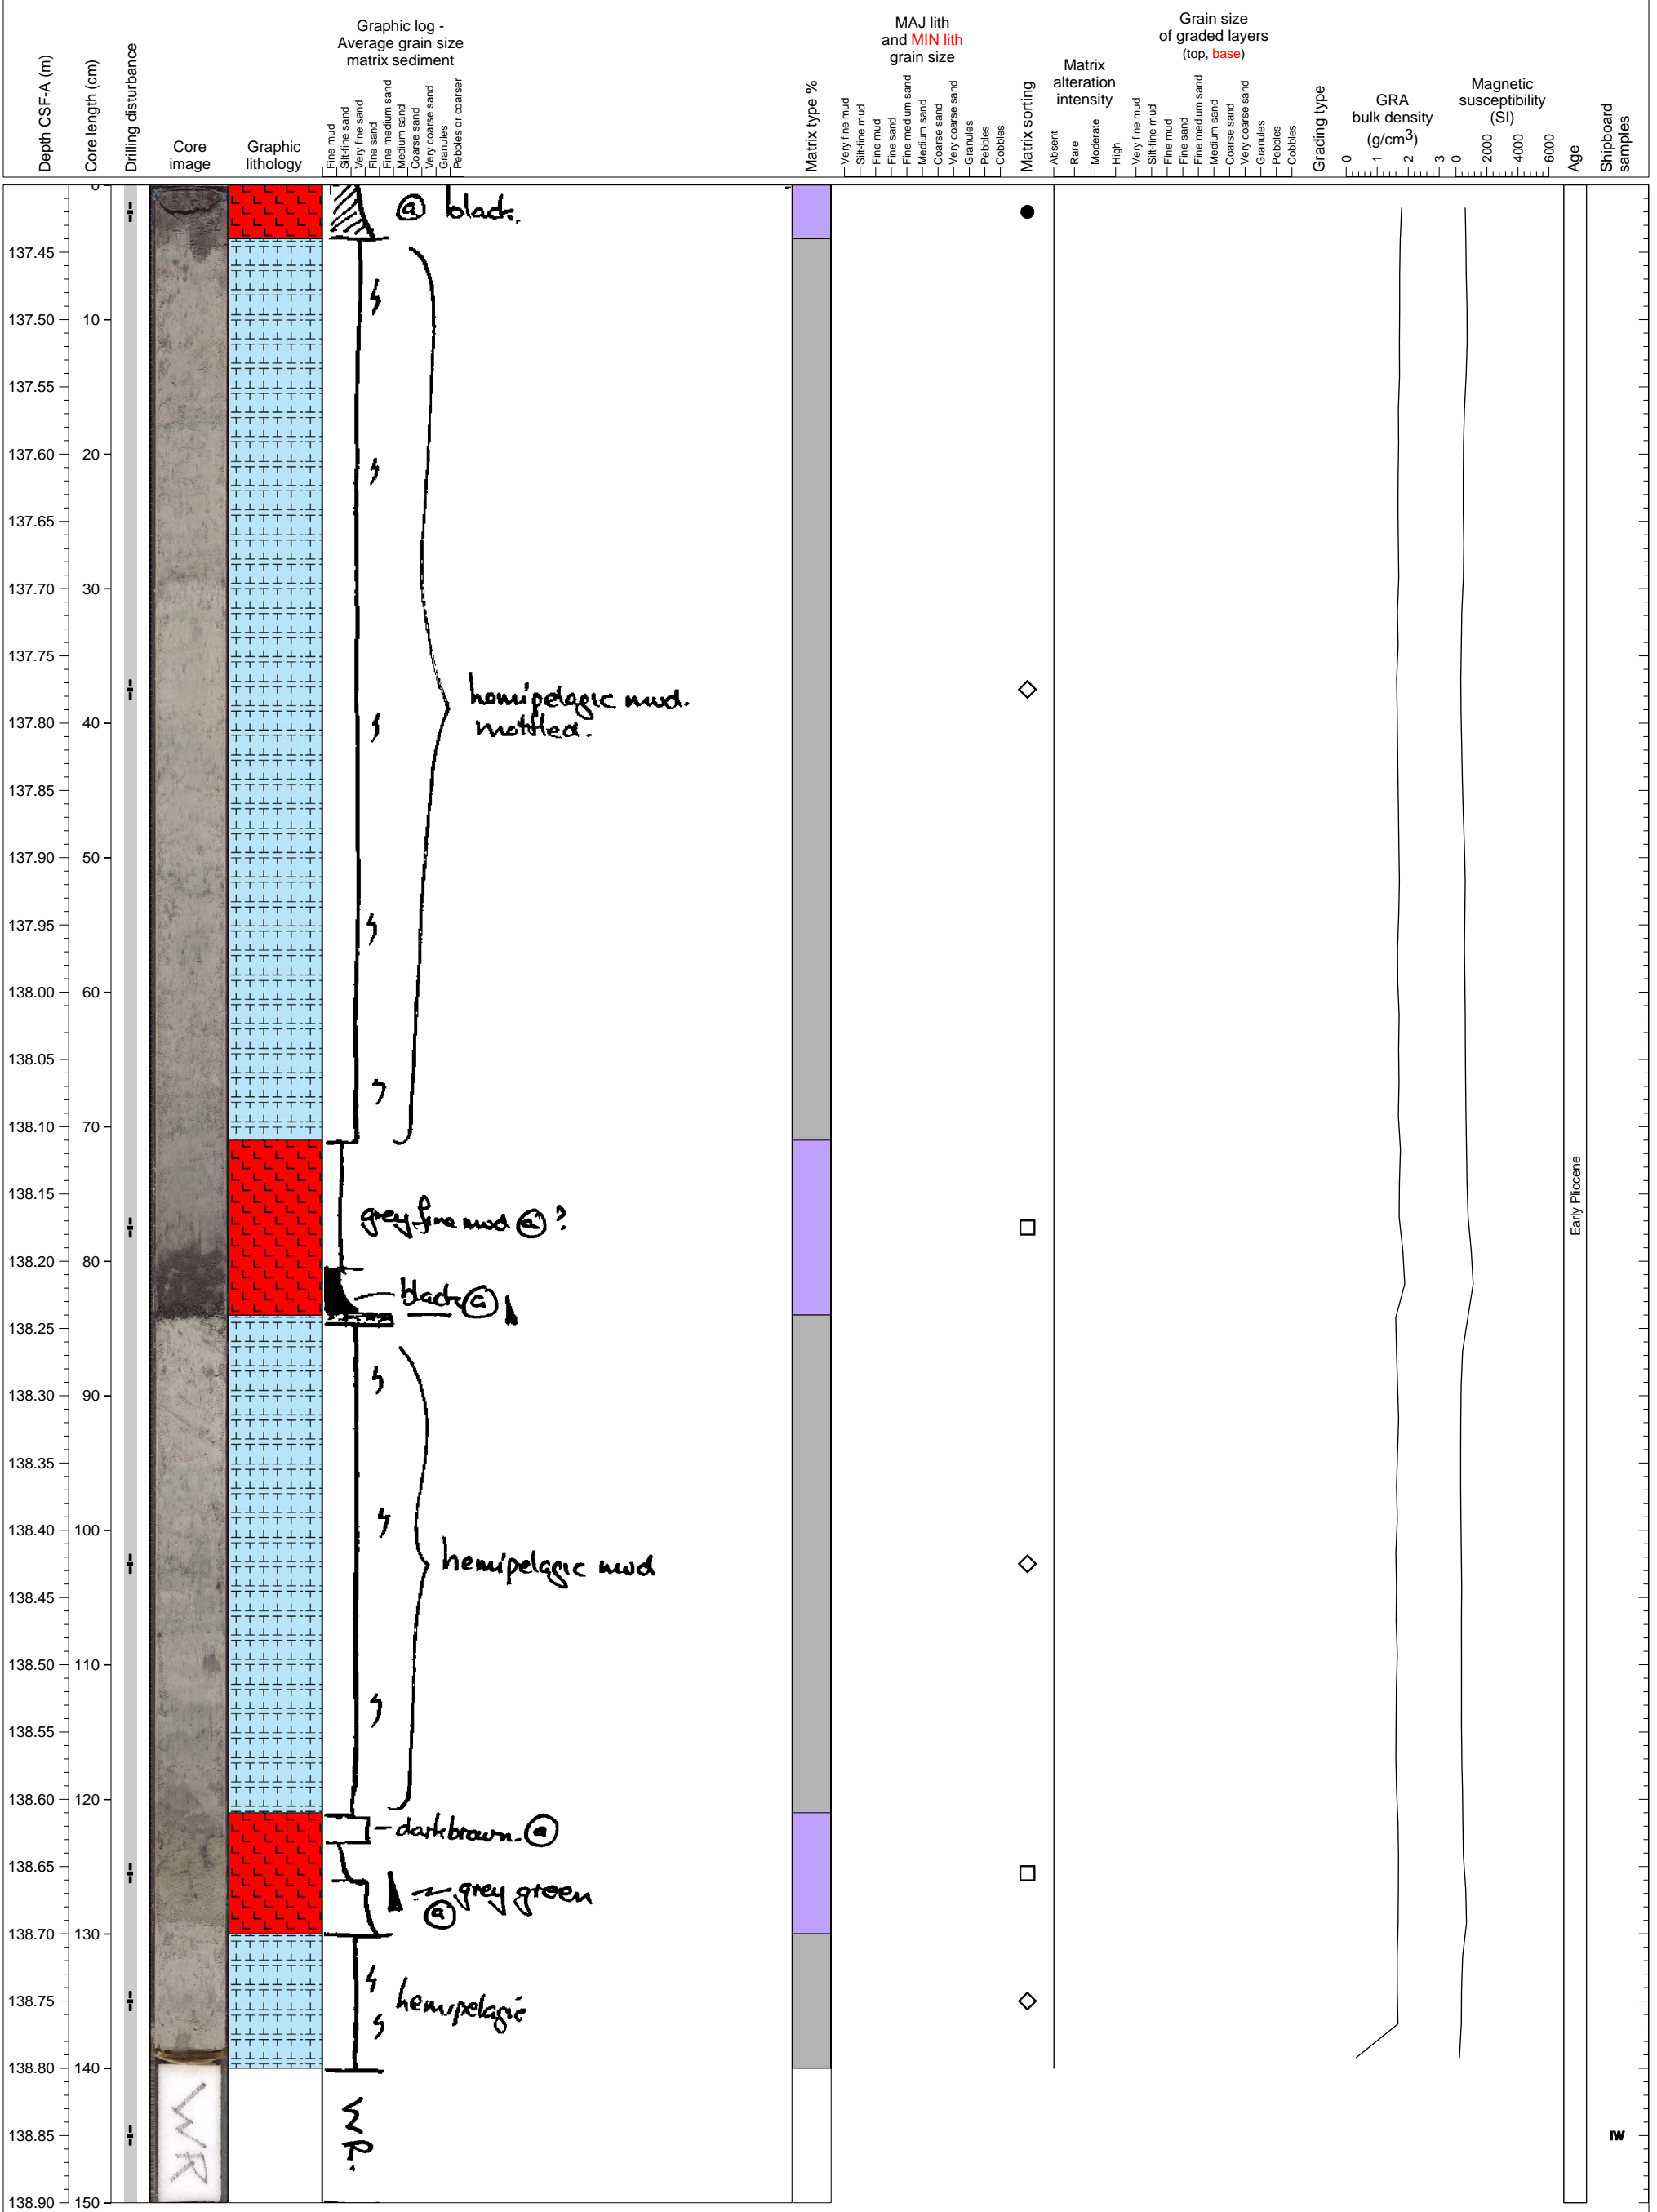 Depth CSF-A (m)
Core length (cm)
Drilling disturbance
Core
image
Graphic
lithology
Graphic log -
Average grain size
matrix sediment
Fine mud
Silt-fine sand
Very fine sand
Fine sand
Fine medium sand
Medium sand
Coarse sand
Very coarse sand
Granules
Pebbles or coarser
Matrix type %
MAJ lith
and MIN lith
grain size
Very fine mud
Silt-fine mud
Fine mud
Fine sand
Fine medium sand
Medium sand
Coarse sand
Very coarse sand
Granules
Pebbles
Cobbles
Matrix sorting
Matrix
alteration
intensity
Absent
Rare
Moderate
High
Grain size
of graded layers
(top, base)
Very fine mud
Silt-fine mud
Fine mud
Fine sand
Fine medium sand
Medium sand
Coarse sand
Very coarse sand
Granules
Pebbles
Cobbles
Grading type
GRA
bulk density
(g/cm3)
0 1 2 3
Magnetic
susceptibility
(SI)
0 2000 4000 6000
Age
Shipboard
samples
0
137.45
137.50 10
137.55
137.60 20
137.65
137.70 30
137.75
137.80 40
137.85
137.90 50
137.95
138.00 60
138.05
138.10 70
138.15
138.20 80
138.25
138.30 90
138.35
138.40 100
138.45
138.50 110
138.55
138.60 120
138.65
138.70 130
138.75
138.80 140
138.85
138.90 150
ⓐ black.
hemipelagic mud.
mottled.
grey fine mud ⓐ ?
black ⓐ
hemipelagic mud
darkbrown. ⓐ
grey green
ⓐ
hemipelagic
WR
Early Pliocene
IW